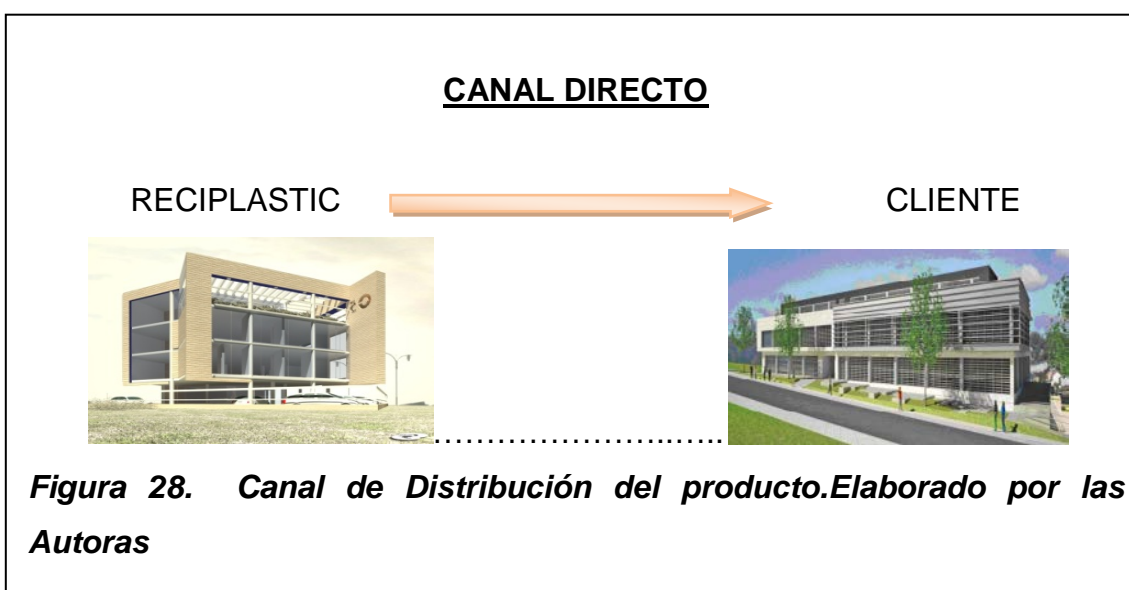 CANAL DIRECTO
RECIPLASTIC CLIENTE
……………………..…..
Figura 28. Canal de Distribución del producto.Elaborado por las
Autoras